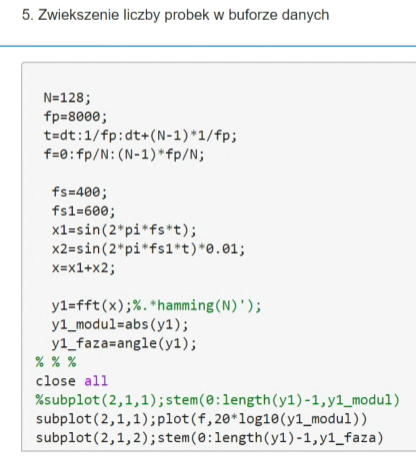 5. Zwiekszenie liczby probek w buforze danych
N=128;
fp=8000;
t=dt:1/fp:dt+(N-1)*1/fp;
f=0:fp/N:(N-1)*fp/N;
fs=400;
fs1=600;
x1=sin(2*pi*fs*t);
x2=sin(2*pi*fs1*t)*0.01;
x=x1+x2;
y1=fft(x);%.*hamming(N)');
y1_modul=abs(y1);
y1_faza=angle(y1);
% % %
close all
%subplot(2,1,1);stem(0:length(y1)-1,y1_modul)
subplot(2,1,1);plot(f,20*log10(y1_modul))
subplot(2,1,2);stem(0:length(y1)-1,y1_faza)